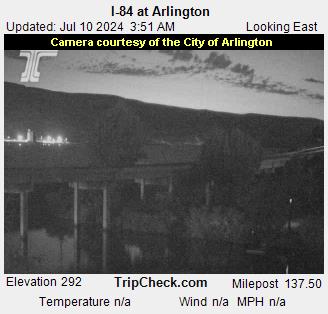 I-84 at Arlington
Updated: Jul 10 2024 3:51 AM Looking East
Camera courtesy of the City of Arlington
Elevation 292 TripCheck.com Milepost 137.50
Temperature n/a Wind n/a MPH n/a